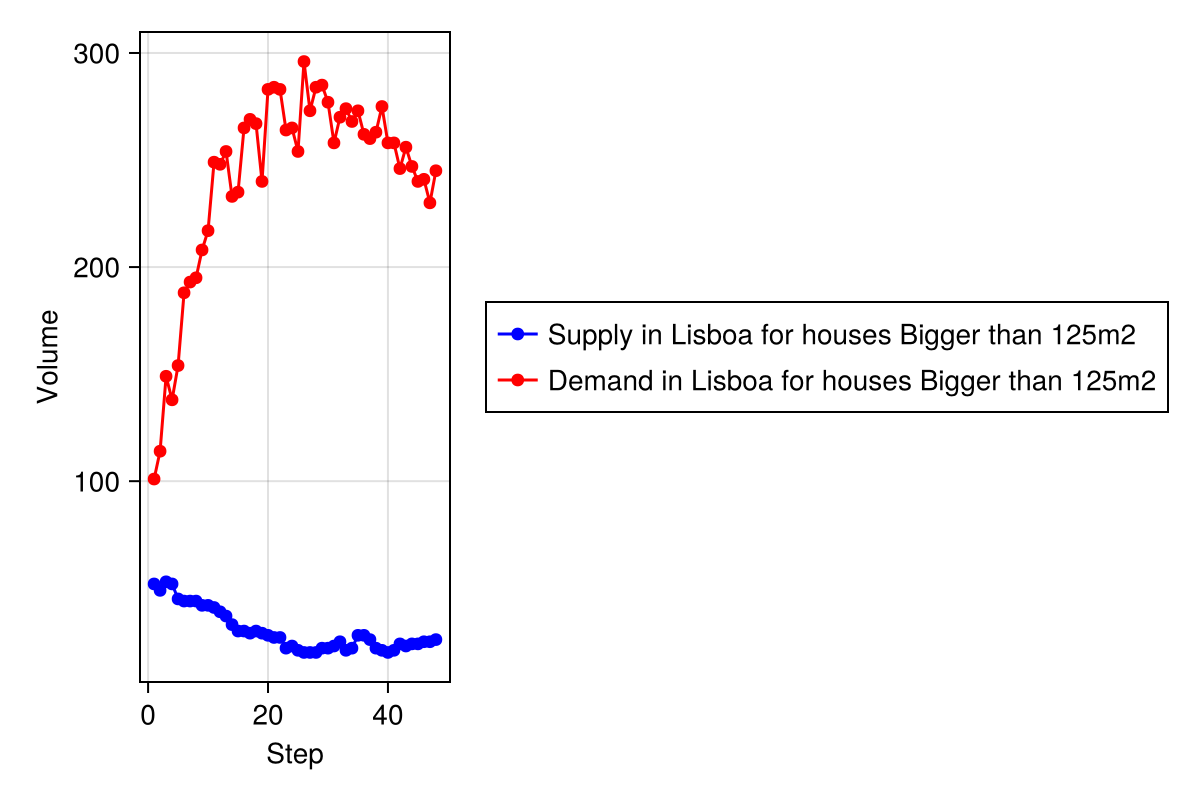 300
200
100
Volume
0 20 40
Step
Supply in Lisboa for houses Bigger than 125m2
Demand in Lisboa for houses Bigger than 125m2